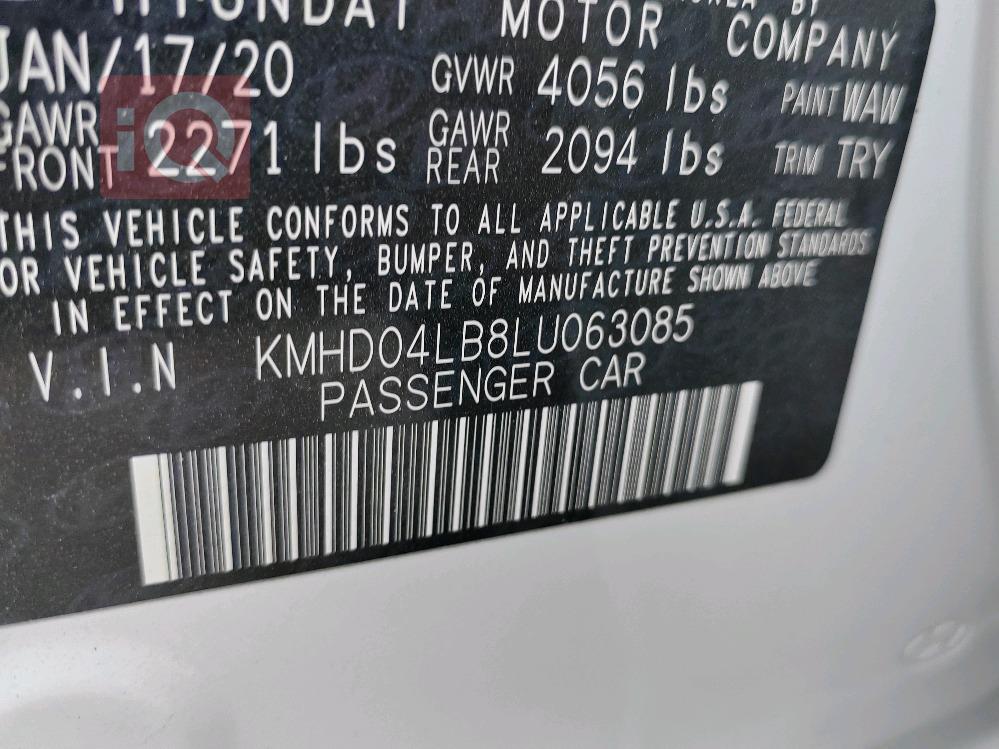 HYUNDAI MOTOR COMPANY
JAN/17/20 GVWR 4056 lbs PAINT WAW
GAWR FRONT 2271 lbs GAWR REAR 2094 lbs TRIM TRY
THIS VEHICLE CONFORMS TO ALL APPLICABLE U.S.A. FEDERAL
OR VEHICLE SAFETY, BUMPER, AND THEFT PREVENTION STANDARDS
IN EFFECT ON THE DATE OF MANUFACTURE SHOWN ABOVE
V.I.N KMHD04LB8LU063085
PASSENGER CAR
iQ